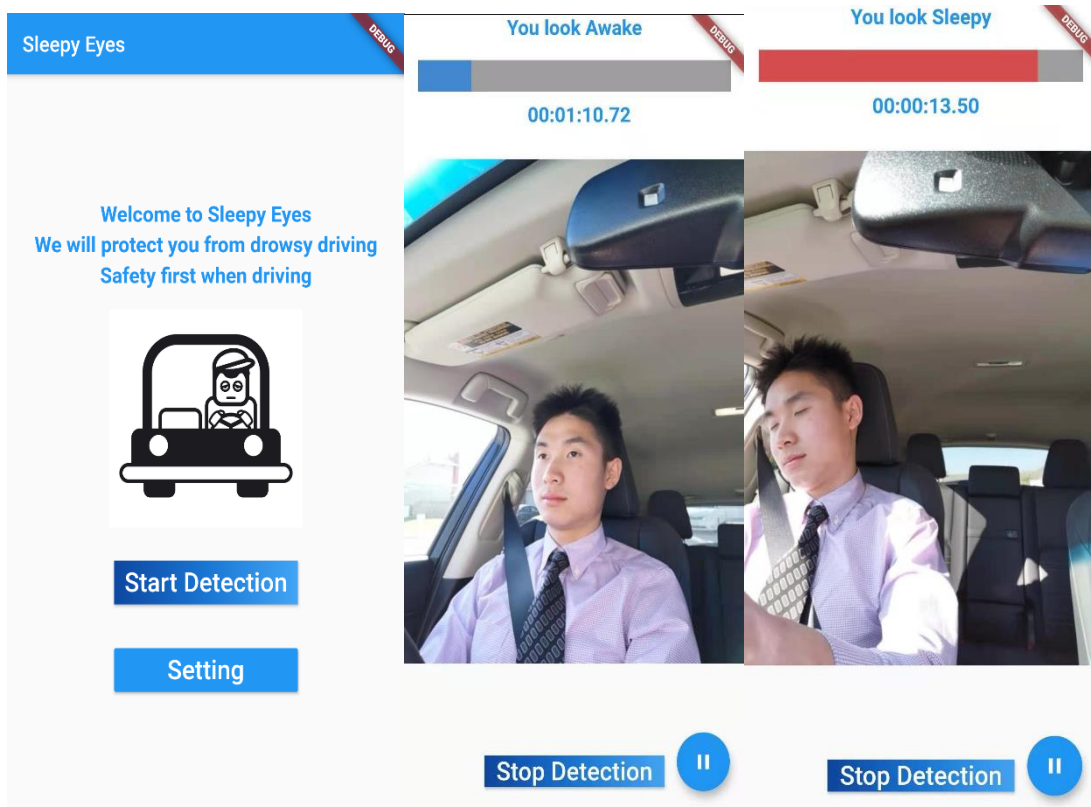 Sleepy Eyes
DEBUG
Welcome to Sleepy Eyes
We will protect you from drowsy driving
Safety first when driving
Start Detection
Setting
You look Awake
DEBUG
00:01:10.72
Stop Detection
You look Sleepy
DEBUG
00:00:13.50
Stop Detection